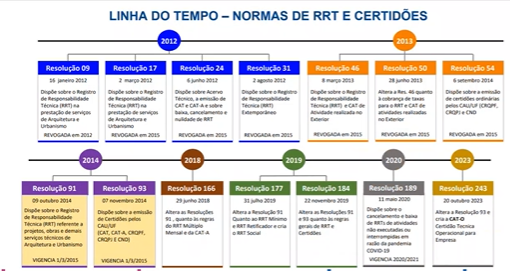 LINHA DO TEMPO – NORMAS DE RRT E CERTIDÕES
2012
2013
Resolução 09
16 janeiro 2012
Dispõe sobre o Registro
de Responsabilidade
Técnica (RRT) na
prestação de serviços
de Arquitetura e
Urbanismo
REVOGADA em 2012
Resolução 17
2 março 2012
Dispõe sobre o Registro
de Responsabilidade
Técnica (RRT) na
prestação de serviços
de Arquitetura e
Urbanismo
REVOGADA em 2015
Resolução 24
6 junho 2012
Dispõe sobre Acervo
Técnico, a emissão de
CAT e CAT-A e sobre
baixa, cancelamento e
nulidade de RRT
REVOGADA em 2015
Resolução 31
2 agosto 2012
Dispõe sobre o Registro
de Responsabilidade
Técnica (RRT)
Extemporâneo
REVOGADA em 2015
Resolução 46
8 março 2013
Dispõe sobre o Registro
de Responsabilidade
Técnica (RRT) e CAT de
Atividade realizada no
Exterior
REVOGADA em 2015
Resolução 50
28 junho 2013
Altera a Res. 46 quanto
à cobrança de taxas
para o RRT e CAT de
atividade realizadas no
Exterior
REVOGADA em 2015
Resolução 54
6 setembro 2014
Dispõe sobre a emissão
de certidões ordinárias
pelos CAU/UF (CRQPF,
CRQPJ) e CND
REVOGADA em 2015
2014
2018
2019
2020
2023
Resolução 91
09 outubro 2014
Dispõe sobre o Registro
de Responsabilidade
Técnica (RRT) referente
a projetos, obras e demais
serviços técnicos de
Arquitetura e Urbanismo
VIGENCIA 1/3/2015
Resolução 93
07 novembro 2014
Dispõe sobre a emissão
de Certidões pelo
CAU/UF
(CAT, CAT-A, CRQPF,
CRQPJ E CND)
VIGENCIA 1/3/2015
Resolução 166
29 junho 2018
Altera as Resoluções
91 , quanto às regras
do RRT Múltiplo
Mensal e da CAT-A
Resolução 177
31 julho 2019
Altera a Resolução 91
Quanto ao RRT Mínimo
e RRT Retificador e criou
o RRT Social
Resolução 184
22 novembro 2019
Altera as Resoluções 91
e 93 quanto às regras
gerais de RRT e
Certidões
Resolução 189
11 maio 2020
Dispõe sobre o
cancelamento e baixa
de RRTs de atividades
não executadas ou
interrompidas em
razão da pandemia
COVID-19
VIGENCIA 2020/2021
Resolução 243
20 outubro 2023
Altera a Resolução 93 e
cria a CAT-O
Certidão Tecnica
Operacional para
Empresa